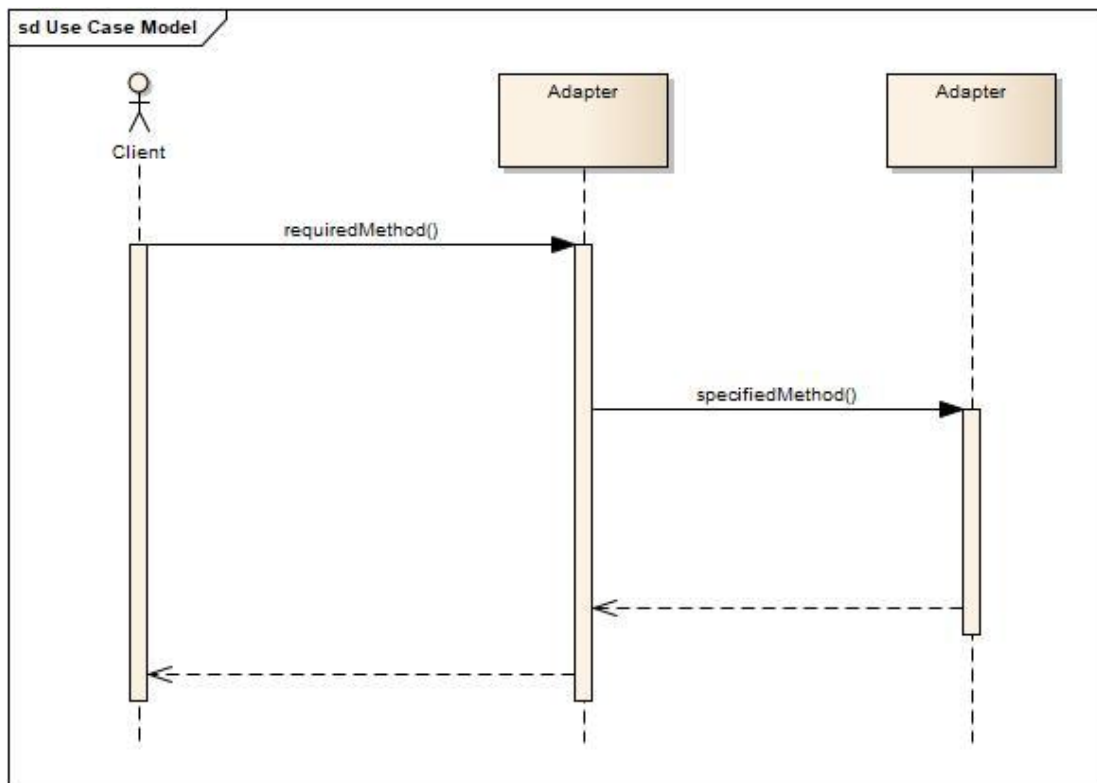 sd Use Case Model
Client
Adapter
Adapter
requiredMethod()
specifiedMethod()